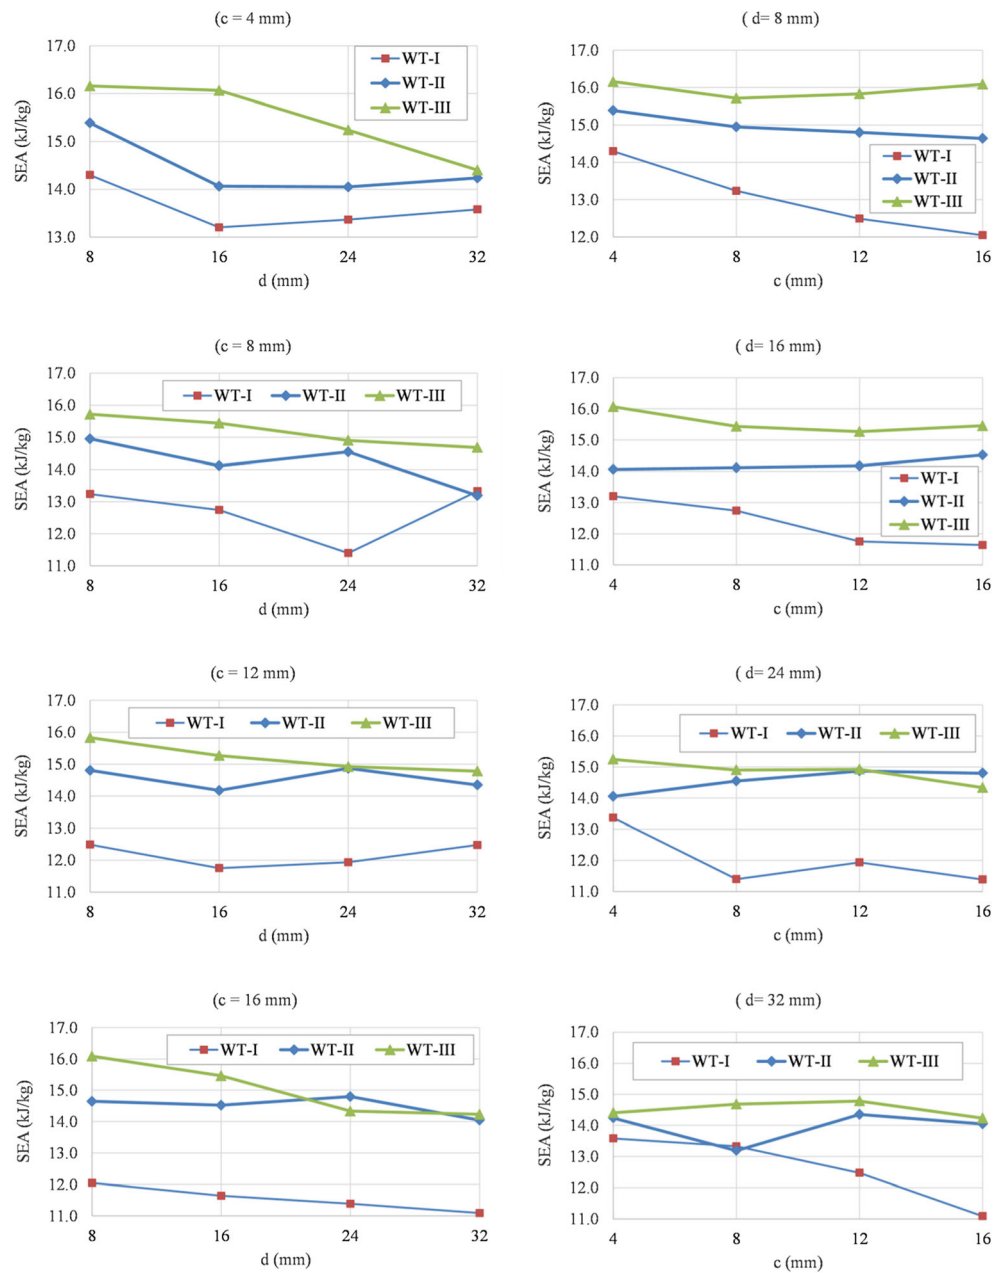 (c = 4 mm)
17.0
16.0
15.0
14.0
13.0
SEA (kJ/kg)
WT-I
WT-II
WT-III
8 16 24 32
d (mm)
( d= 8 mm)
17.0
16.0
15.0
14.0
13.0
12.0
SEA (kJ/kg)
WT-I
WT-II
WT-III
4 8 12 16
c (mm)
(c = 8 mm)
17.0
16.0
15.0
14.0
13.0
12.0
11.0
SEA (kJ/kg)
WT-I WT-II WT-III
8 16 24 32
d (mm)
( d= 16 mm)
17.0
16.0
15.0
14.0
13.0
12.0
11.0
SEA (kJ/kg)
WT-I
WT-II
WT-III
4 8 12 16
c (mm)
(c = 12 mm)
17.0
16.0
15.0
14.0
13.0
12.0
11.0
SEA (kJ/kg)
WT-I WT-II WT-III
8 16 24 32
d (mm)
(d= 24 mm)
17.0
16.0
15.0
14.0
13.0
12.0
11.0
SEA (kJ/kg)
WT-I WT-II WT-III
4 8 12 16
c (mm)
(c = 16 mm)
17.0
16.0
15.0
14.0
13.0
12.0
11.0
SEA (kJ/kg)
WT-I WT-II WT-III
8 16 24 32
d (mm)
(d= 32 mm)
17.0
16.0
15.0
14.0
13.0
12.0
11.0
SEA (kJ/kg)
WT-I WT-II WT-III
4 8 12 16
c (mm)